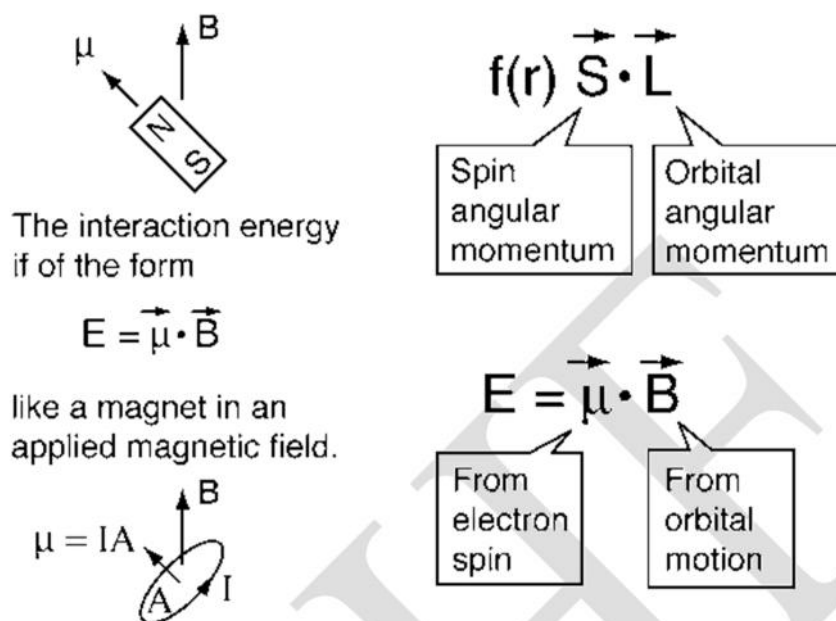 μ
B
N
S
The interaction energy
if of the form
E = μ • B
like a magnet in an
applied magnetic field.
B
μ = IA
A
I
f(r) S • L
Spin
angular
momentum
Orbital
angular
momentum
E = μ • B
From
electron
spin
From
orbital
motion